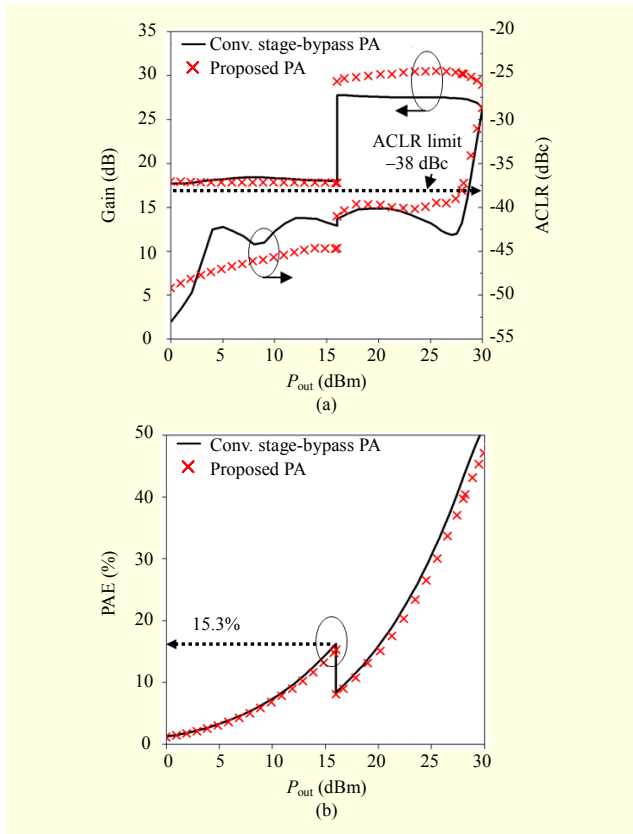 Conv. stage-bypass PA
Proposed PA
ACLR limit
–38 dBc
Gain (dB)
35
30
25
20
15
10
5
0
ACLR (dBc)
-20
-25
-30
-35
-40
-45
-50
-55
0 5 10 15 20 25 30
Pout (dBm)
(a)
Conv. stage-bypass PA
Proposed PA
15.3%
PAE (%)
50
40
30
20
10
0
0 5 10 15 20 25 30
Pout (dBm)
(b)